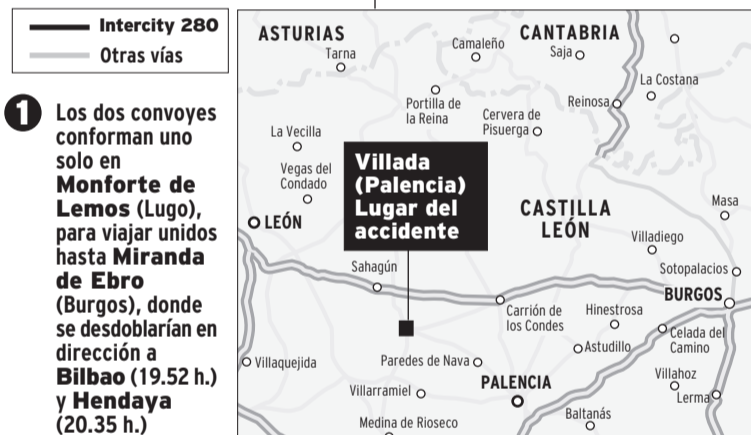 Intercity 280
Otras vías
1
Los dos convoyes
conforman uno
solo en
Monforte de
Lemos (Lugo),
para viajar unidos
hasta Miranda
de Ebro
(Burgos), donde
se desdoblarían en
dirección a
Bilbao (19.52 h.)
y Hendaya
(20.35 h.)
ASTURIAS
CANTABRIA
Tarna
Camaleño
Saja
Portilla de
la Reina
La Costana
Reinosa
Cervera de
Pisuerga
La Vecilla
Vegas del
Condado
Villada
(Palencia)
Lugar del
accidente
LEÓN
CASTILLA
LEÓN
Masa
Villadiego
Sotopalacios
Sahagún
BURGOS
Carrión de
los Condes
Hinestrosa
Celada del
Camino
Astudillo
Villaquejida
Paredes de Nava
Villarramiel
PALENCIA
Villahoz
Lerma
Baltanás
Medina de Rioseco